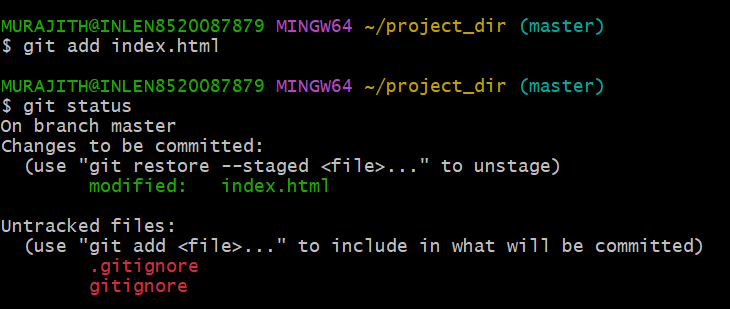 MURAJITH@INLEN8520087879 MINGW64 ~/project_dir (master)
$ git add index.html
MURAJITH@INLEN8520087879 MINGW64 ~/project_dir (master)
$ git status
On branch master
Changes to be committed:
  (use "git restore --staged <file>..." to unstage)
        modified:   index.html
Untracked files:
  (use "git add <file>..." to include in what will be committed)
        .gitignore
        gitignore